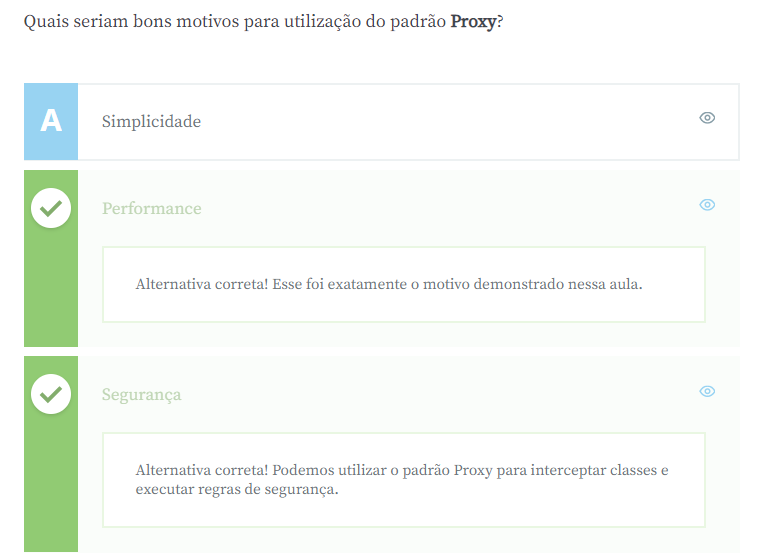 Quais seriam bons motivos para utilização do padrão Proxy?
A
Simplicidade
Performance
Alternativa correta! Esse foi exatamente o motivo demonstrado nessa aula.
Segurança
Alternativa correta! Podemos utilizar o padrão Proxy para interceptar classes e
executar regras de segurança.